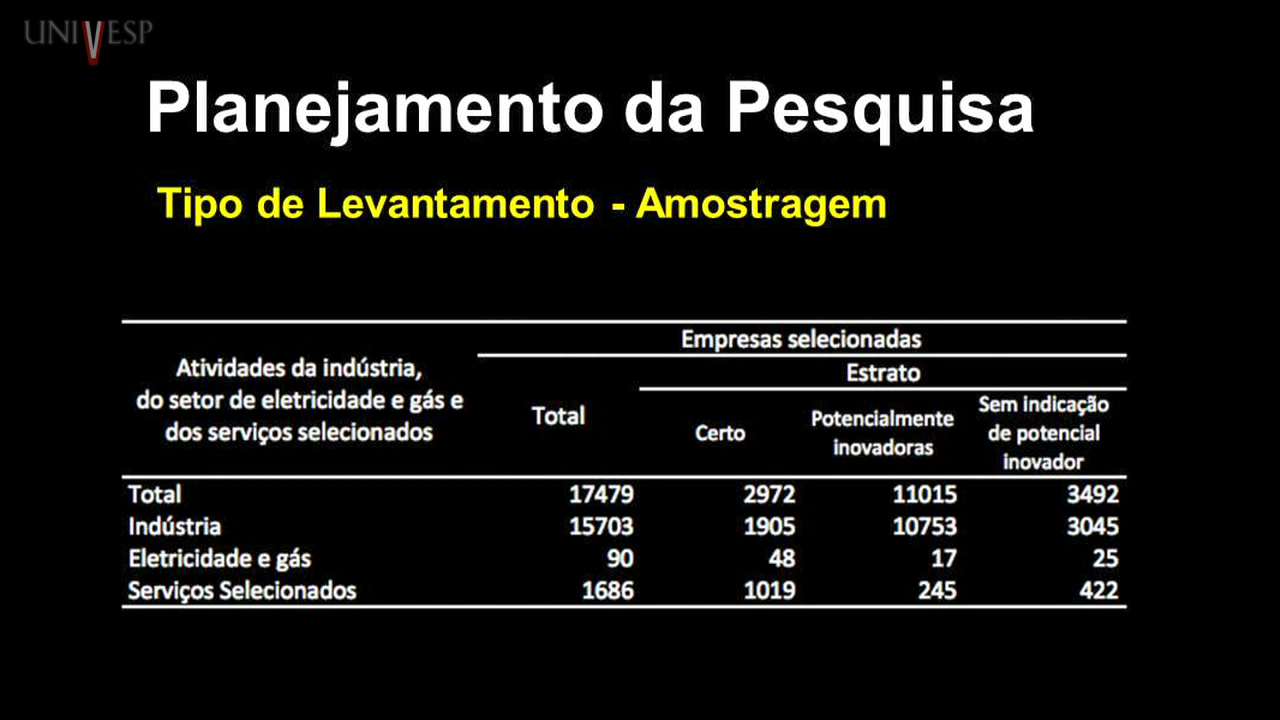 UNIVESP
Planejamento da Pesquisa
Tipo de Levantamento - Amostragem
Atividades da indústria,
do setor de eletricidade e gás e
dos serviços selecionados
Empresas selecionadas
Total
Estrato
Certo
Potencialmente
inovadoras
Sem indicação
de potencial
inovador
Total 17479 2972 11015 3492
Indústria 15703 1905 10753 3045
Eletricidade e gás 90 48 17 25
Serviços Selecionados 1686 1019 245 422